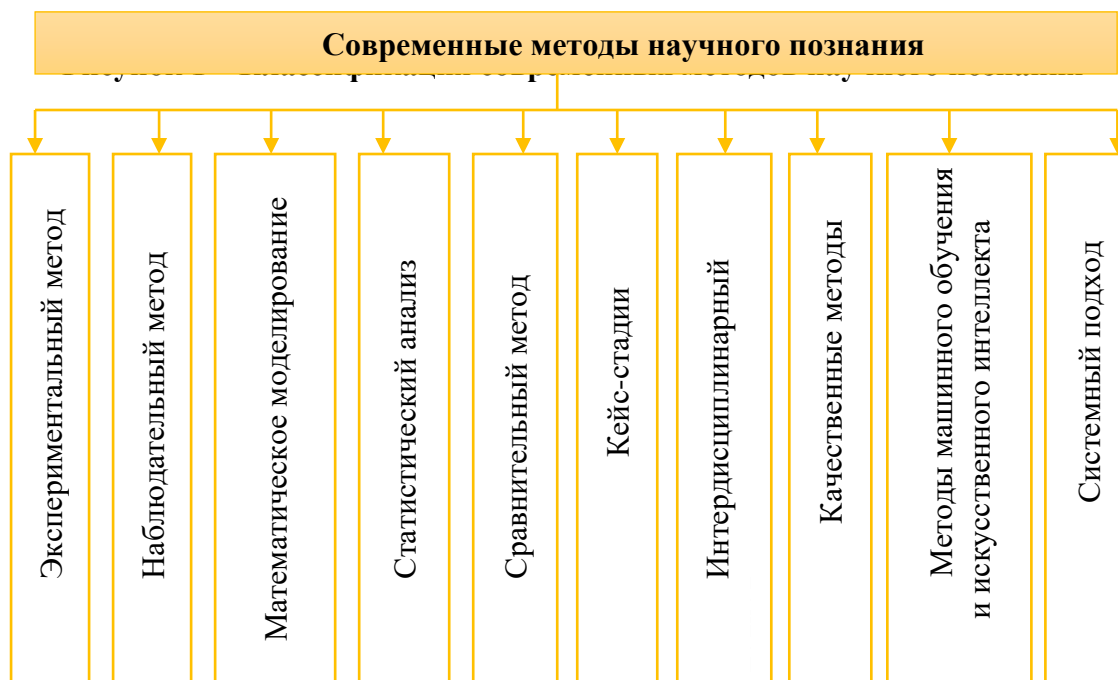 Современные методы научного познания
Экспериментальный метод
Наблюдательный метод
Математическое моделирование
Статистический анализ
Сравнительный метод
Кейс-стадии
Интердисциплинарный
Качественные методы
Методы машинного обучения
и искусственного интеллекта
Системный подход